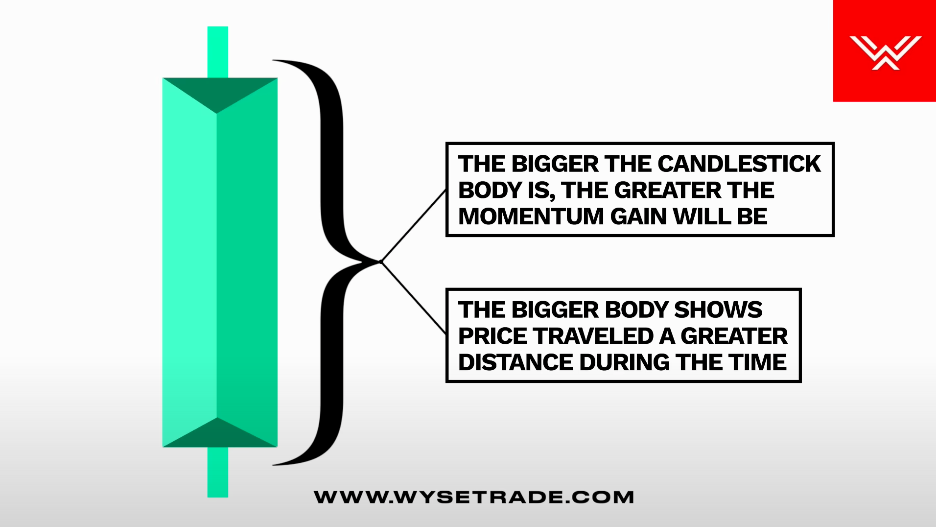 THE BIGGER THE CANDLESTICK
BODY IS, THE GREATER THE
MOMENTUM GAIN WILL BE
THE BIGGER BODY SHOWS
PRICE TRAVELED A GREATER
DISTANCE DURING THE TIME
WWW.WYSETRADE.COM